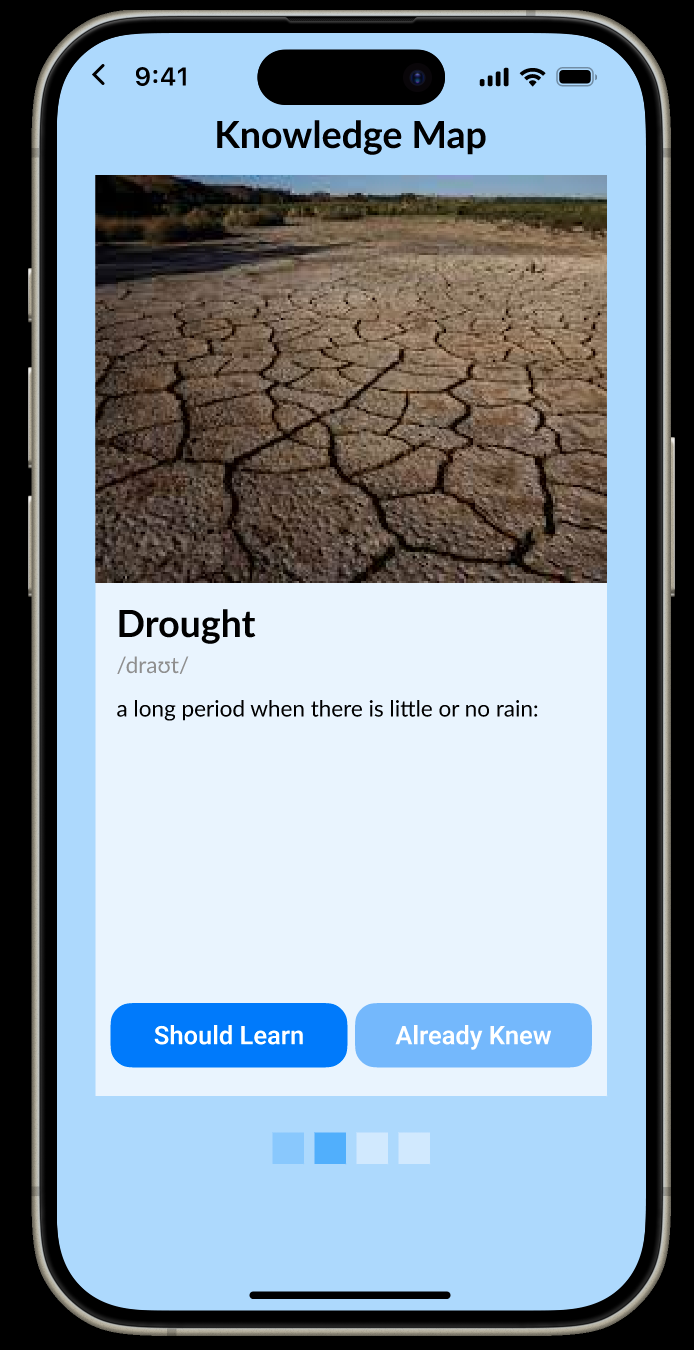 9:41
Knowledge Map
Drought
/draʊt/
a long period when there is little or no rain:
Should Learn
Already Knew